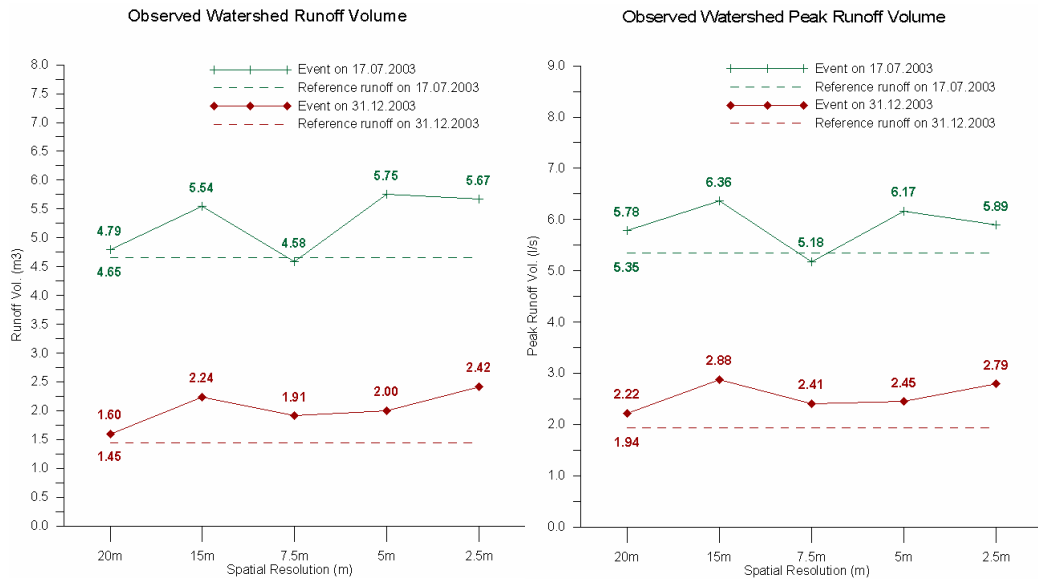 Observed Watershed Runoff Volume
8.0
7.5
7.0
6.5
6.0
5.5
5.0
4.5
4.0
3.5
3.0
2.5
2.0
1.5
1.0
0.5
0.0
Runoff Vol. (m3)
Event on 17.07.2003
Reference runoff on 17.07.2003
Event on 31.12.2003
Reference runoff on 31.12.2003
4.79
5.54
4.58
5.75
5.67
4.65
1.60
2.24
1.91
2.00
2.42
1.45
20m
15m
7.5m
5m
2.5m
Spatial Resolution (m)
Observed Watershed Peak Runoff Volume
9.0
8.0
7.0
6.0
5.0
4.0
3.0
2.0
1.0
0.0
Peak Runoff Vol. (l/s)
Event on 17.07.2003
Reference runoff on 17.07.2003
Event on 31.12.2003
Reference runoff on 31.12.2003
5.78
6.36
5.18
6.17
5.89
5.35
2.22
2.88
2.41
2.45
2.79
1.94
20m
15m
7.5m
5m
2.5m
Spatial Resolution (m)